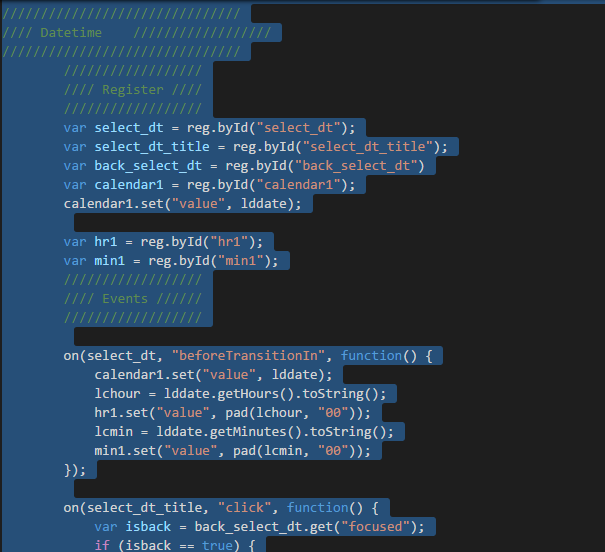 ///////////////////////////////
//// Datetime    //////////////////
///////////////////////////////
        //////////////////
        //// Register ////
        //////////////////
        var select_dt = reg.byId("select_dt");
        var select_dt_title = reg.byId("select_dt_title");
        var back_select_dt = reg.byId("back_select_dt")
        var calendar1 = reg.byId("calendar1");
        calendar1.set("value", lddate);

        var hr1 = reg.byId("hr1");
        var min1 = reg.byId("min1");
        //////////////////
        //// Events //////
        //////////////////

        on(select_dt, "beforeTransitionIn", function() {
            calendar1.set("value", lddate);
            lchour = lddate.getHours().toString();
            hr1.set("value", pad(lchour, "00"));
            lcmin = lddate.getMinutes().toString();
            min1.set("value", pad(lcmin, "00"));
        });

        on(select_dt_title, "click", function() {
            var isback = back_select_dt.get("focused");
            if (isback == true) {